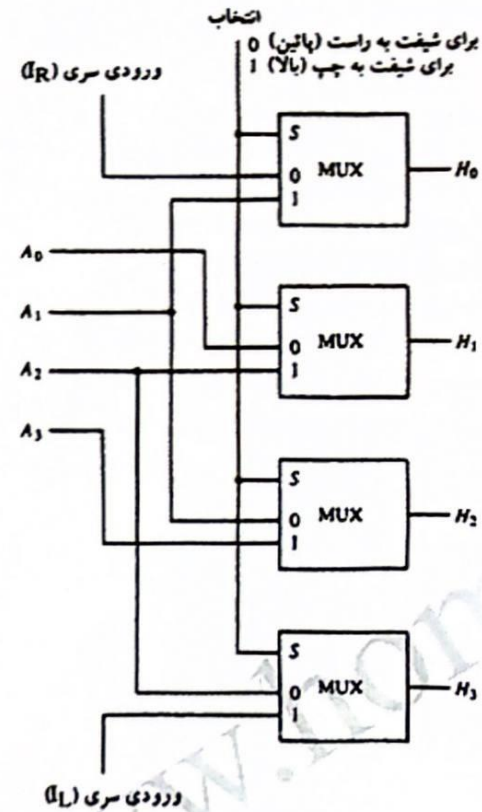 انتخاب
0 برای شیفت به راست (پائین)
1 برای شیفت به چپ (بالا)
ورودی سری (IR)
S
0 MUX H0
1
A0
A1
S
A2
0 MUX H1
1
A3
S
0 MUX H2
1
S
0 MUX H3
1
ورودی سری (IL)